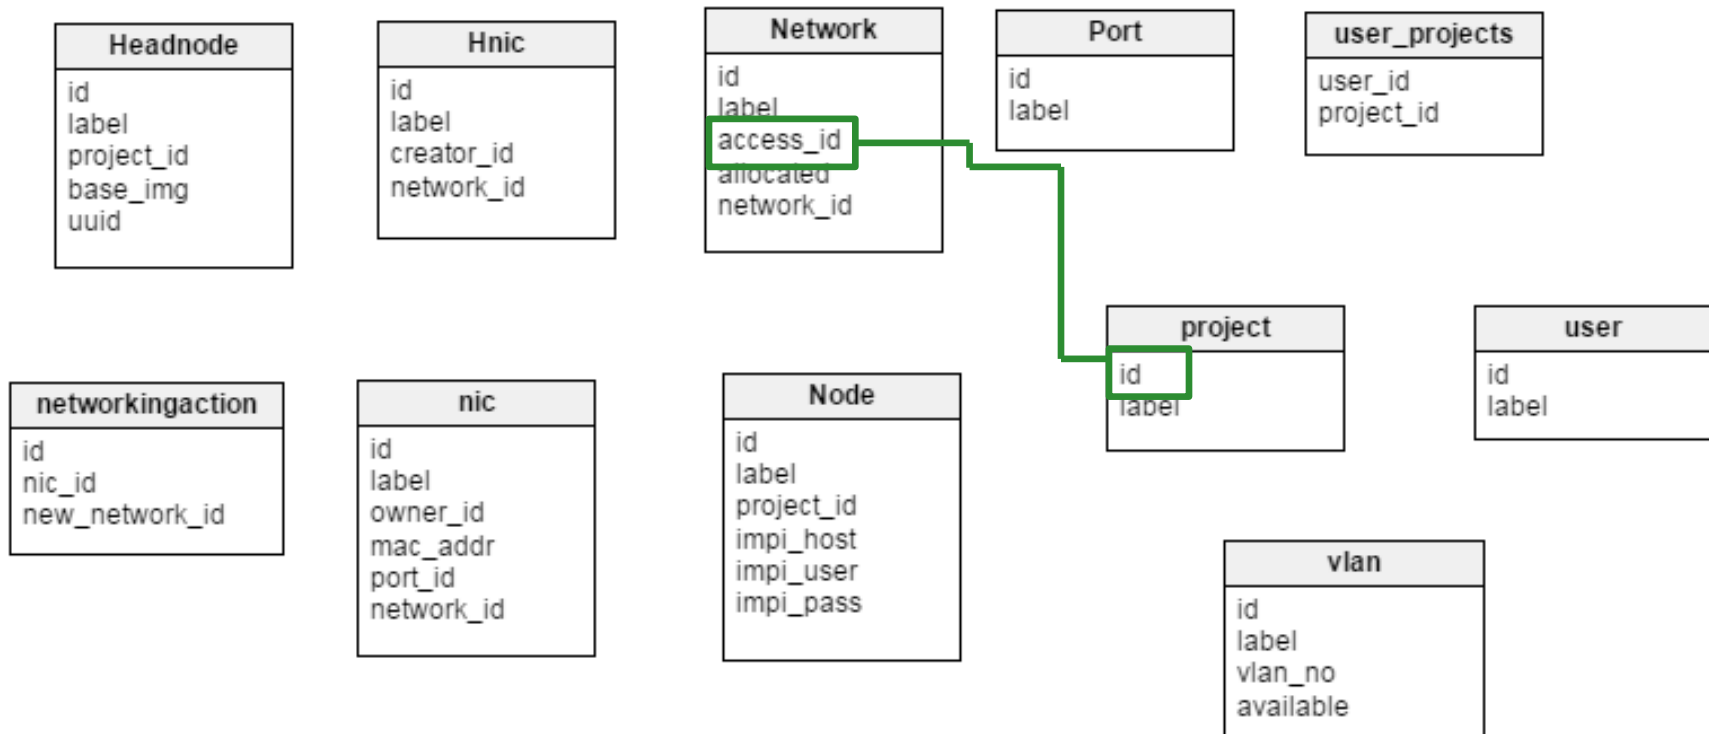 Headnode
id
label
project_id
base_img
uuid
Hnic
id
label
creator_id
network_id
Network
id
label
access_id
allocated
network_id
Port
id
label
user_projects
user_id
project_id
project
id
label
user
id
label
networkingaction
id
nic_id
new_network_id
nic
id
label
owner_id
mac_addr
port_id
network_id
Node
id
label
project_id
impi_host
impi_user
impi_pass
vlan
id
label
vlan_no
available